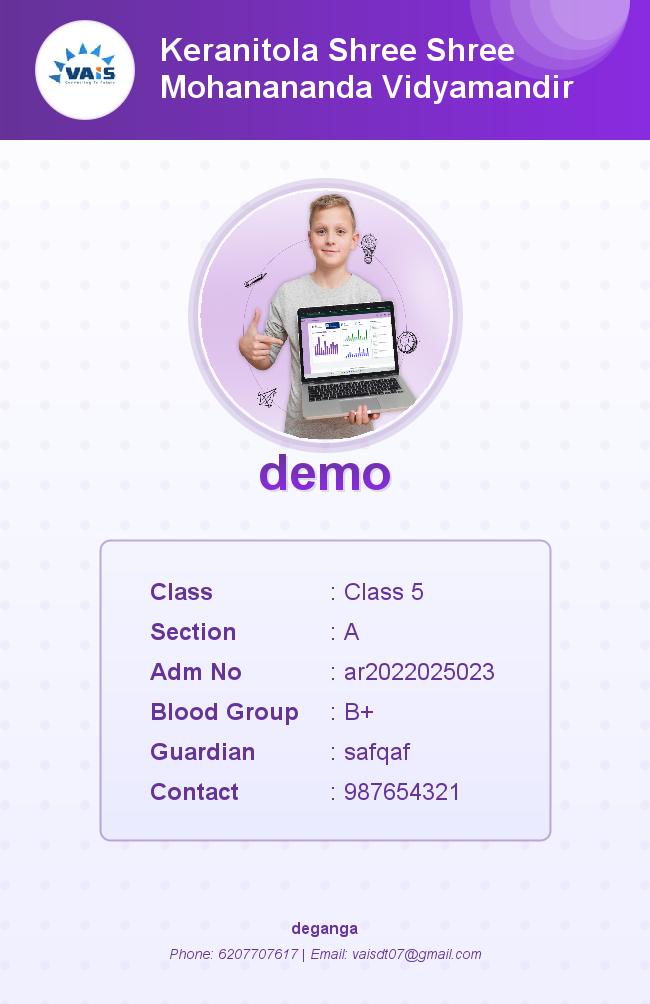 VAiS
Connecting To Future
Keranitola Shree Shree
Mohanananda Vidyamandir
demo
Class : Class 5
Section : A
Adm No : ar2022025023
Blood Group : B+
Guardian : safqaf
Contact : 987654321
deganga
Phone: 6207707617 | Email: vaisdt07@gmail.com